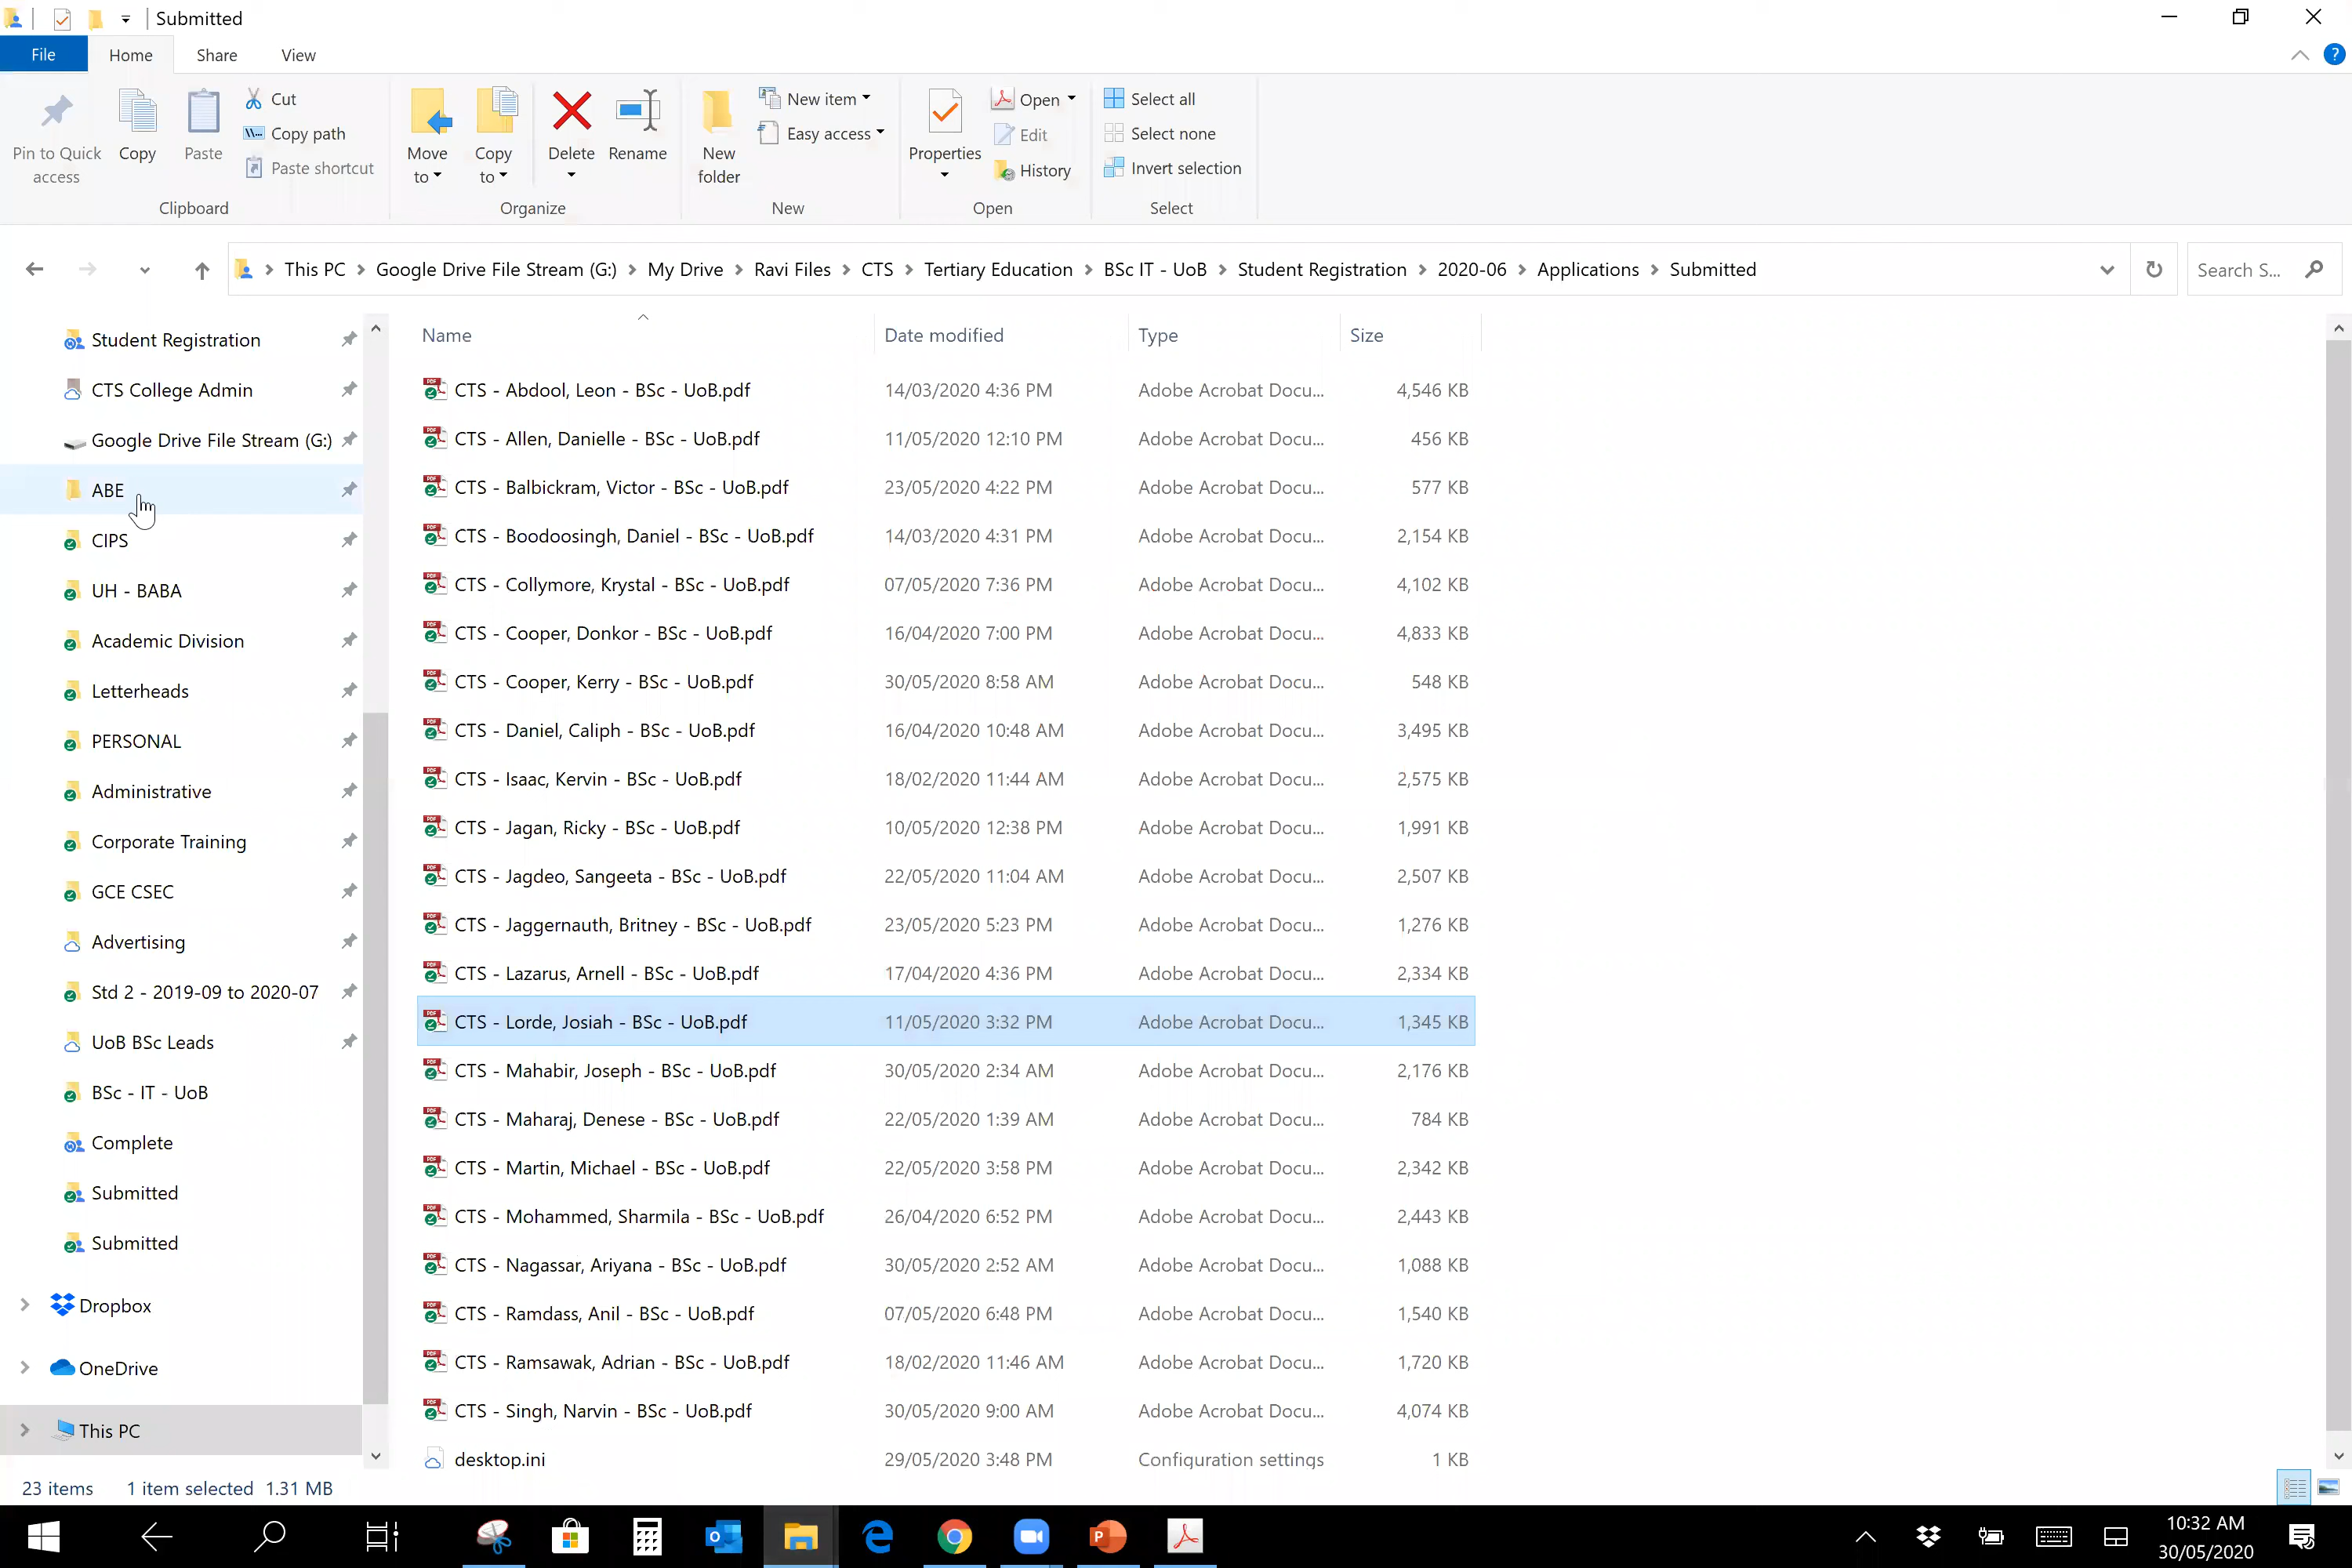 Submitted
File Home Share View
Pin to Quick access
Copy
Paste
Cut
Copy path
Paste shortcut
Clipboard
Move to
Copy to
Delete
Rename
Organize
New folder
New item
Easy access
New
Properties
Open
Edit
History
Open
Select all
Select none
Invert selection
Select
This PC Google Drive File Stream (G:) My Drive Ravi Files CTS Tertiary Education BSc IT - UoB Student Registration 2020-06 Applications Submitted
Search S...
Student Registration
CTS College Admin
Google Drive File Stream (G:)
ABE
CIPS
UH - BABA
Academic Division
Letterheads
PERSONAL
Administrative
Corporate Training
GCE CSEC
Advertising
Std 2 - 2019-09 to 2020-07
UoB BSc Leads
BSc - IT - UoB
Complete
Submitted
Submitted
Dropbox
OneDrive
This PC
Name Date modified Type Size
CTS - Abdool, Leon - BSc - UoB.pdf 14/03/2020 4:36 PM Adobe Acrobat Docu... 4,546 KB
CTS - Allen, Danielle - BSc - UoB.pdf 11/05/2020 12:10 PM Adobe Acrobat Docu... 456 KB
CTS - Balbickram, Victor - BSc - UoB.pdf 23/05/2020 4:22 PM Adobe Acrobat Docu... 577 KB
CTS - Boodoosingh, Daniel - BSc - UoB.pdf 14/03/2020 4:31 PM Adobe Acrobat Docu... 2,154 KB
CTS - Collymore, Krystal - BSc - UoB.pdf 07/05/2020 7:36 PM Adobe Acrobat Docu... 4,102 KB
CTS - Cooper, Donkor - BSc - UoB.pdf 16/04/2020 7:00 PM Adobe Acrobat Docu... 4,833 KB
CTS - Cooper, Kerry - BSc - UoB.pdf 30/05/2020 8:58 AM Adobe Acrobat Docu... 548 KB
CTS - Daniel, Caliph - BSc - UoB.pdf 16/04/2020 10:48 AM Adobe Acrobat Docu... 3,495 KB
CTS - Isaac, Kervin - BSc - UoB.pdf 18/02/2020 11:44 AM Adobe Acrobat Docu... 2,575 KB
CTS - Jagan, Ricky - BSc - UoB.pdf 10/05/2020 12:38 PM Adobe Acrobat Docu... 1,991 KB
CTS - Jagdeo, Sangeeta - BSc - UoB.pdf 22/05/2020 11:04 AM Adobe Acrobat Docu... 2,507 KB
CTS - Jaggernauth, Britney - BSc - UoB.pdf 23/05/2020 5:23 PM Adobe Acrobat Docu... 1,276 KB
CTS - Lazarus, Arnell - BSc - UoB.pdf 17/04/2020 4:36 PM Adobe Acrobat Docu... 2,334 KB
CTS - Lorde, Josiah - BSc - UoB.pdf 11/05/2020 3:32 PM Adobe Acrobat Docu... 1,345 KB
CTS - Mahabir, Joseph - BSc - UoB.pdf 30/05/2020 2:34 AM Adobe Acrobat Docu... 2,176 KB
CTS - Maharaj, Denese - BSc - UoB.pdf 22/05/2020 1:39 AM Adobe Acrobat Docu... 784 KB
CTS - Martin, Michael - BSc - UoB.pdf 22/05/2020 3:58 PM Adobe Acrobat Docu... 2,342 KB
CTS - Mohammed, Sharmila - BSc - UoB.pdf 26/04/2020 6:52 PM Adobe Acrobat Docu... 2,443 KB
CTS - Nagassar, Ariyana - BSc - UoB.pdf 30/05/2020 2:52 AM Adobe Acrobat Docu... 1,088 KB
CTS - Ramdass, Anil - BSc - UoB.pdf 07/05/2020 6:48 PM Adobe Acrobat Docu... 1,540 KB
CTS - Ramsawak, Adrian - BSc - UoB.pdf 18/02/2020 11:46 AM Adobe Acrobat Docu... 1,720 KB
CTS - Singh, Narvin - BSc - UoB.pdf 30/05/2020 9:00 AM Adobe Acrobat Docu... 4,074 KB
desktop.ini 29/05/2020 3:48 PM Configuration settings 1 KB
23 items 1 item selected 1.31 MB
10:32 AM
30/05/2020